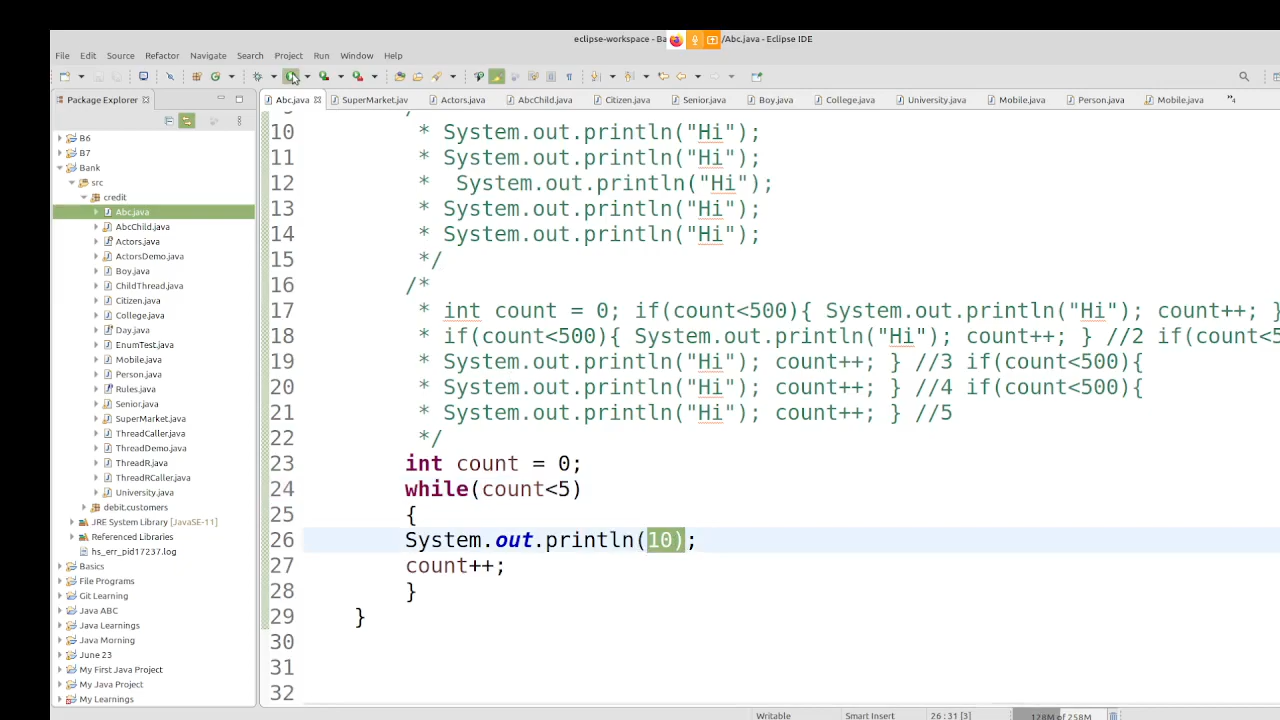 eclipse-workspace - Ba /Abc.java - Eclipse IDE
File Edit Source Refactor Navigate Search Project Run Window Help
Package Explorer
Abc.java SuperMarket.jav Actors.java AbcChild.java Citizen.java Senior.java Boy.java College.java University.java Mobile.java Person.java Mobile.java
B6
B7
Bank
src
credit
Abc.java
AbcChild.java
Actors.java
ActorsDemo.java
Boy.java
ChildThread.java
Citizen.java
College.java
Day.java
EnumTest.java
Mobile.java
Person.java
Rules.java
Senior.java
SuperMarket.java
ThreadCaller.java
ThreadDemo.java
ThreadR.java
ThreadRCaller.java
University.java
debit.customers
JRE System Library [JavaSE-11]
Referenced Libraries
hs_err_pid17237.log
Basics
File Programs
Git Learning
Java ABC
Java Learnings
Java Morning
June 23
My First Java Project
My Java Project
My Learnings
10 * System.out.println("Hi");
11 * System.out.println("Hi");
12 * System.out.println("Hi");
13 * System.out.println("Hi");
14 * System.out.println("Hi");
15 */
16 /*
17 * int count = 0; if(count<500){ System.out.println("Hi"); count++; }
18 * if(count<500){ System.out.println("Hi"); count++; } //2 if(count<5
19 * System.out.println("Hi"); count++; } //3 if(count<500){
20 * System.out.println("Hi"); count++; } //4 if(count<500){
21 * System.out.println("Hi"); count++; } //5
22 */
23 int count = 0;
24 while(count<5)
25 {
26 System.out.println(10);
27 count++;
28 }
29 }
30
31
32
Writable Smart Insert 26 : 31 [3] 128M of 258M